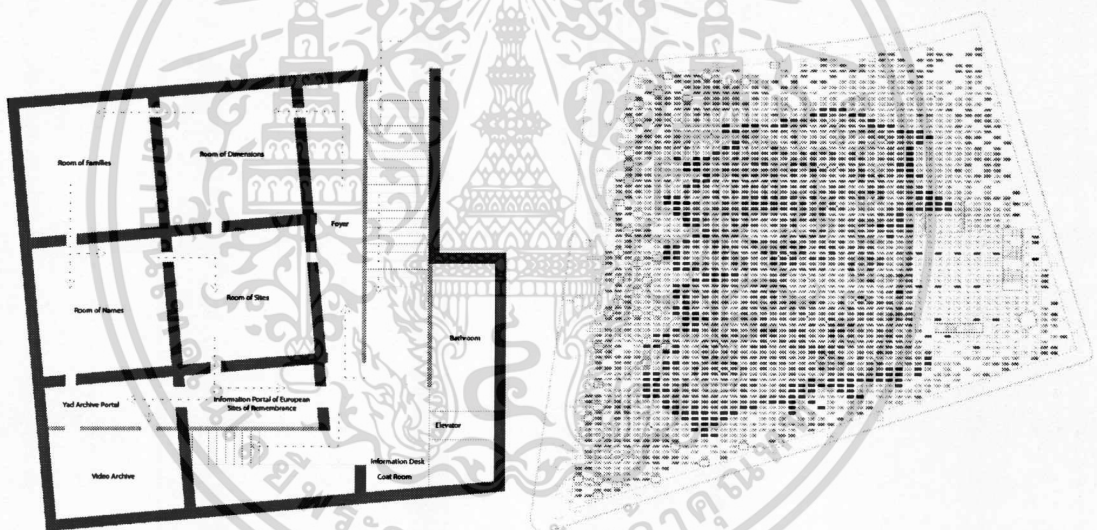 Room of Families
Room of Dimensions
Foyer
Room of Names
Room of Sites
Bathroom
Yad Archive Portal
Information Portal of European
Sites of Remembrance
Elevator
Video Archive
Information Desk
Coat Room